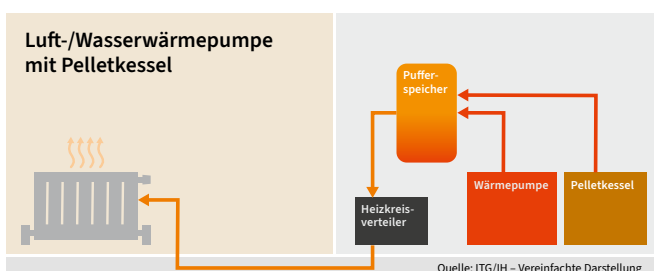 Luft-/Wasserwärmepumpe
mit Pelletkessel
Puffer-
speicher
Wärmepumpe
Pelletkessel
Heizkreis-
verteiler
Quelle: ITG/IH – Vereinfachte Darstellung